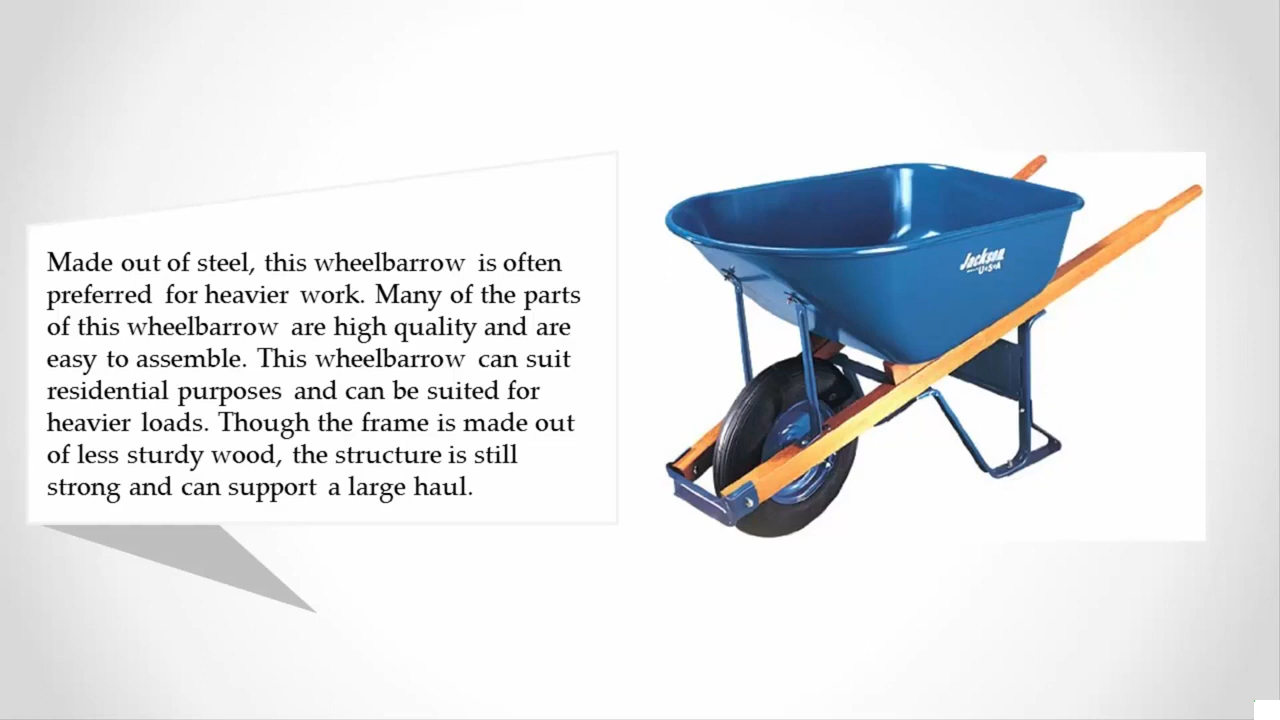 Made out of steel, this wheelbarrow is often
preferred for heavier work. Many of the parts
of this wheelbarrow are high quality and are
easy to assemble. This wheelbarrow can suit
residential purposes and can be suited for
heavier loads. Though the frame is made out
of less sturdy wood, the structure is still
strong and can support a large haul.
Jackson
U•S•A